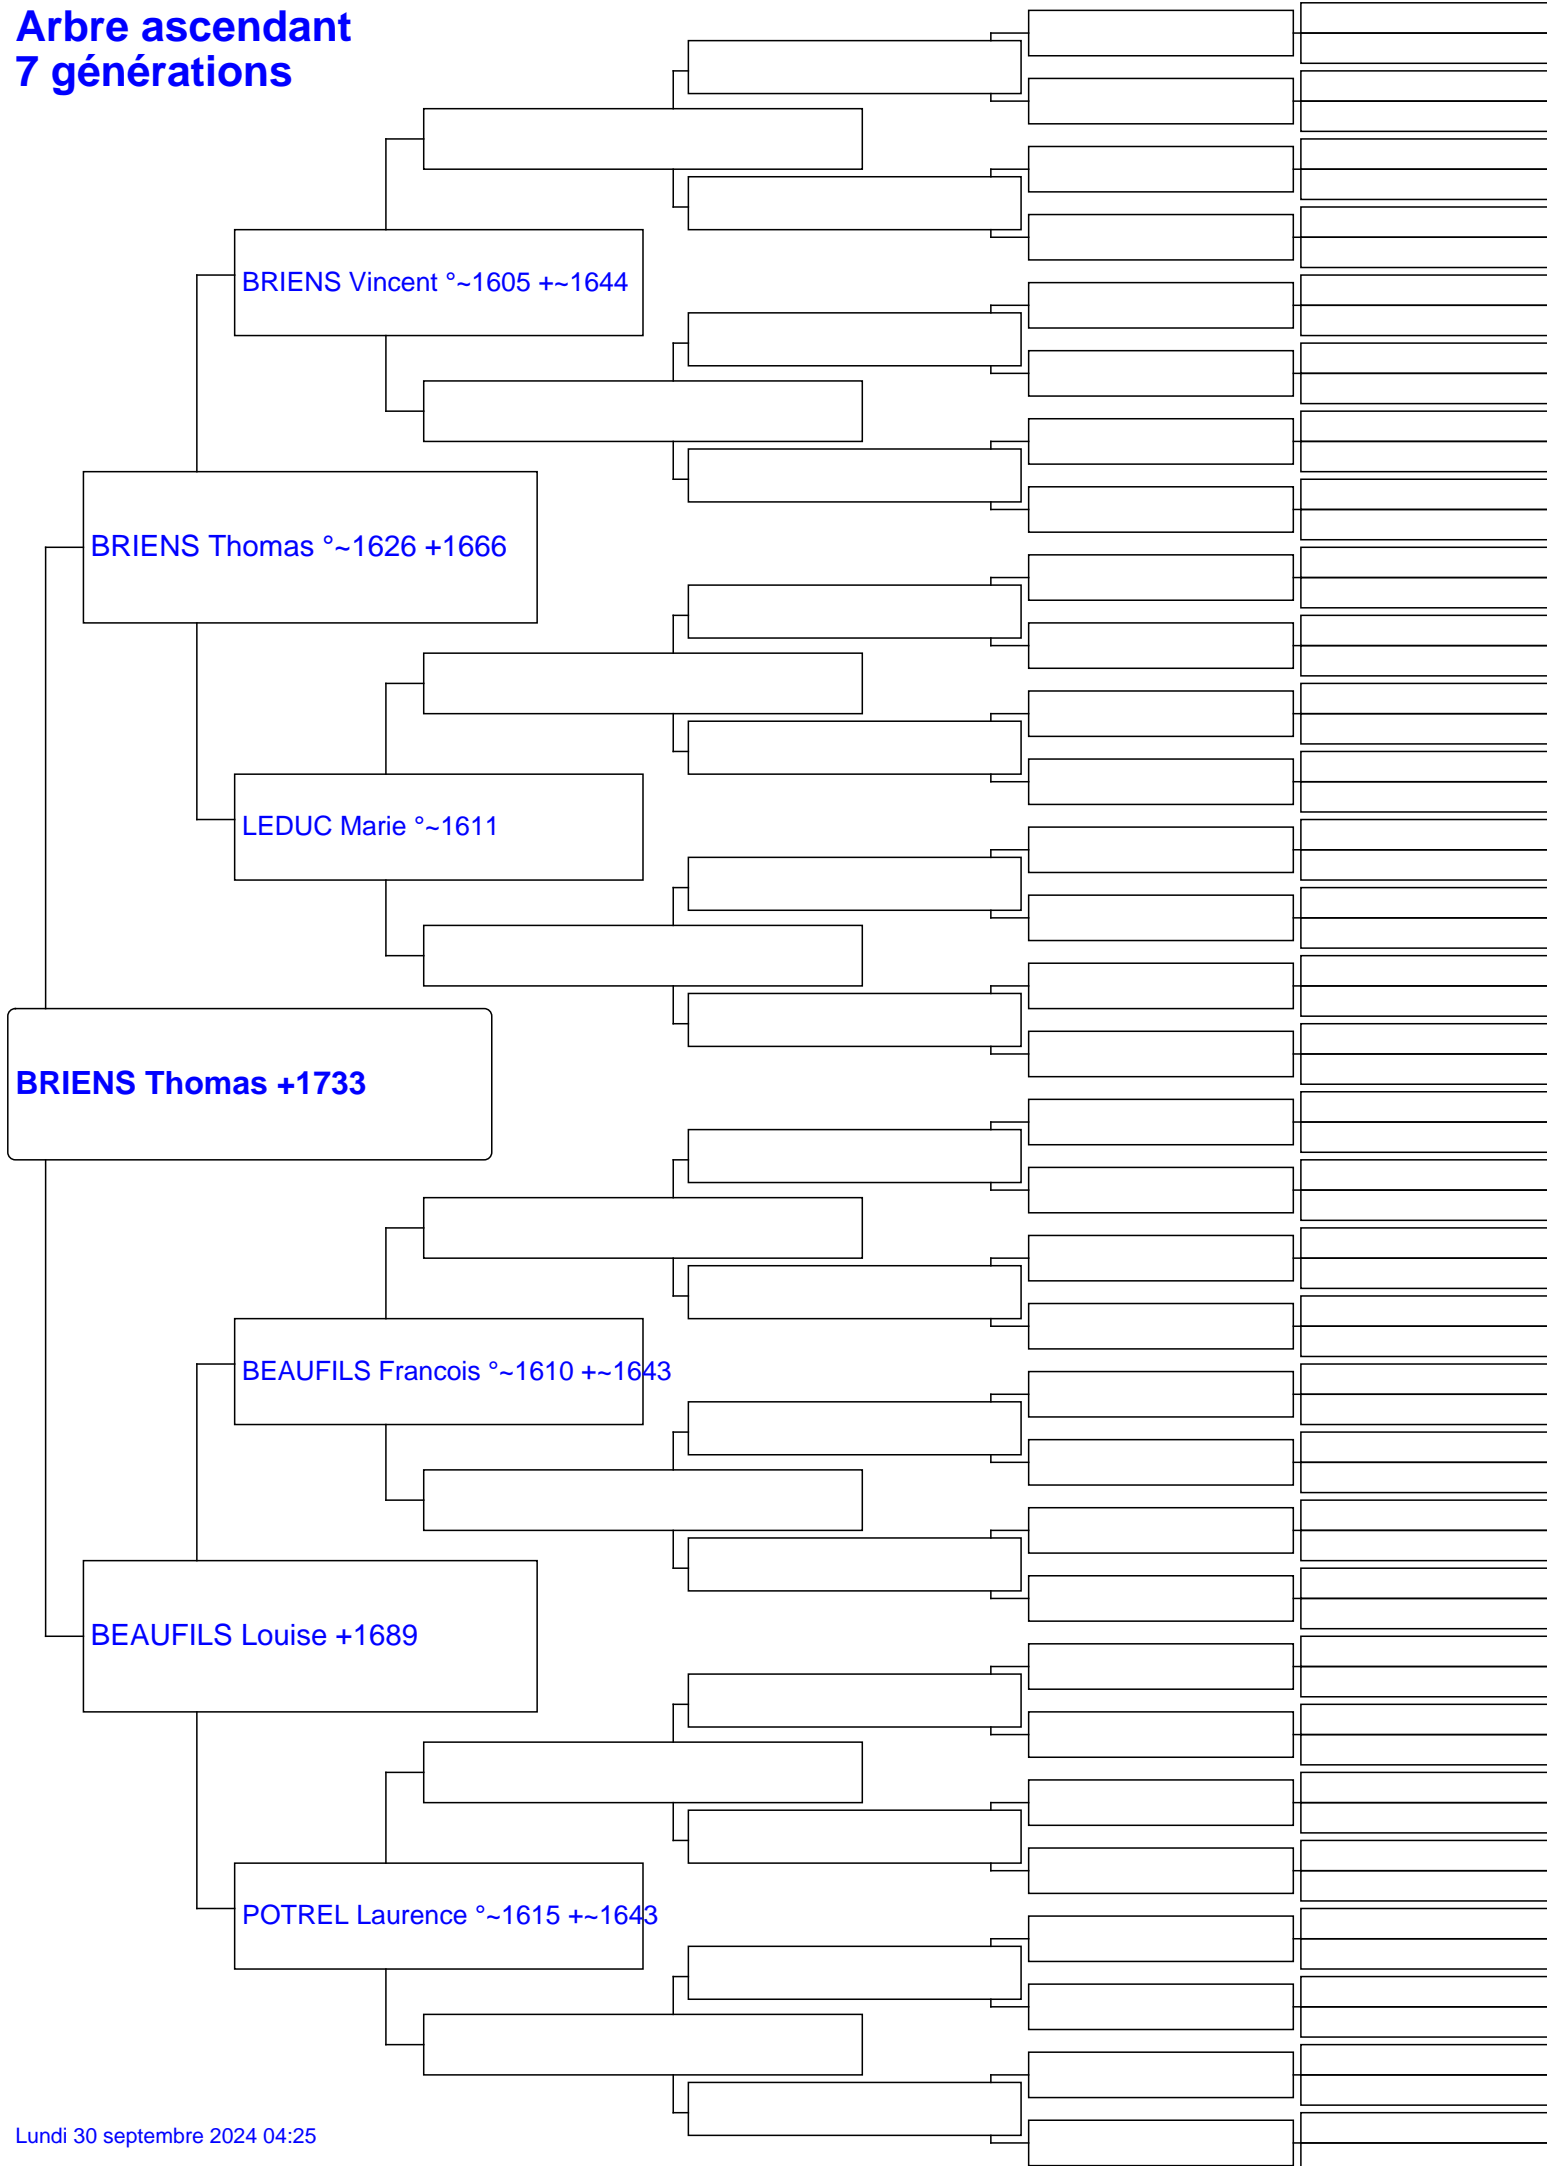 Arbre ascendant
7 générations
BRIENS Vincent °~1605 +~1644
BRIENS Thomas °~1626 +1666
LEDUC Marie °~1611
BRIENS Thomas +1733
BEAUFILS Francois °~1610 +~1643
BEAUFILS Louise +1689
POTREL Laurence °~1615 +~1643
Lundi 30 septembre 2024 04:25